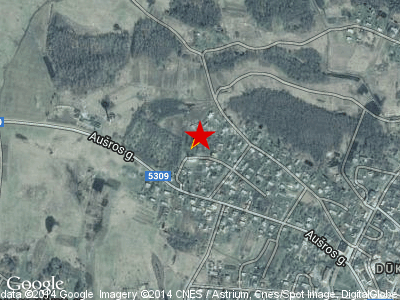 Aušros g.
5309
Aušros g.
DŪK
Google
data ©2014 Google Imagery ©2014 CNES / Astrium, Cnes/Spot Image, DigitalGlobe